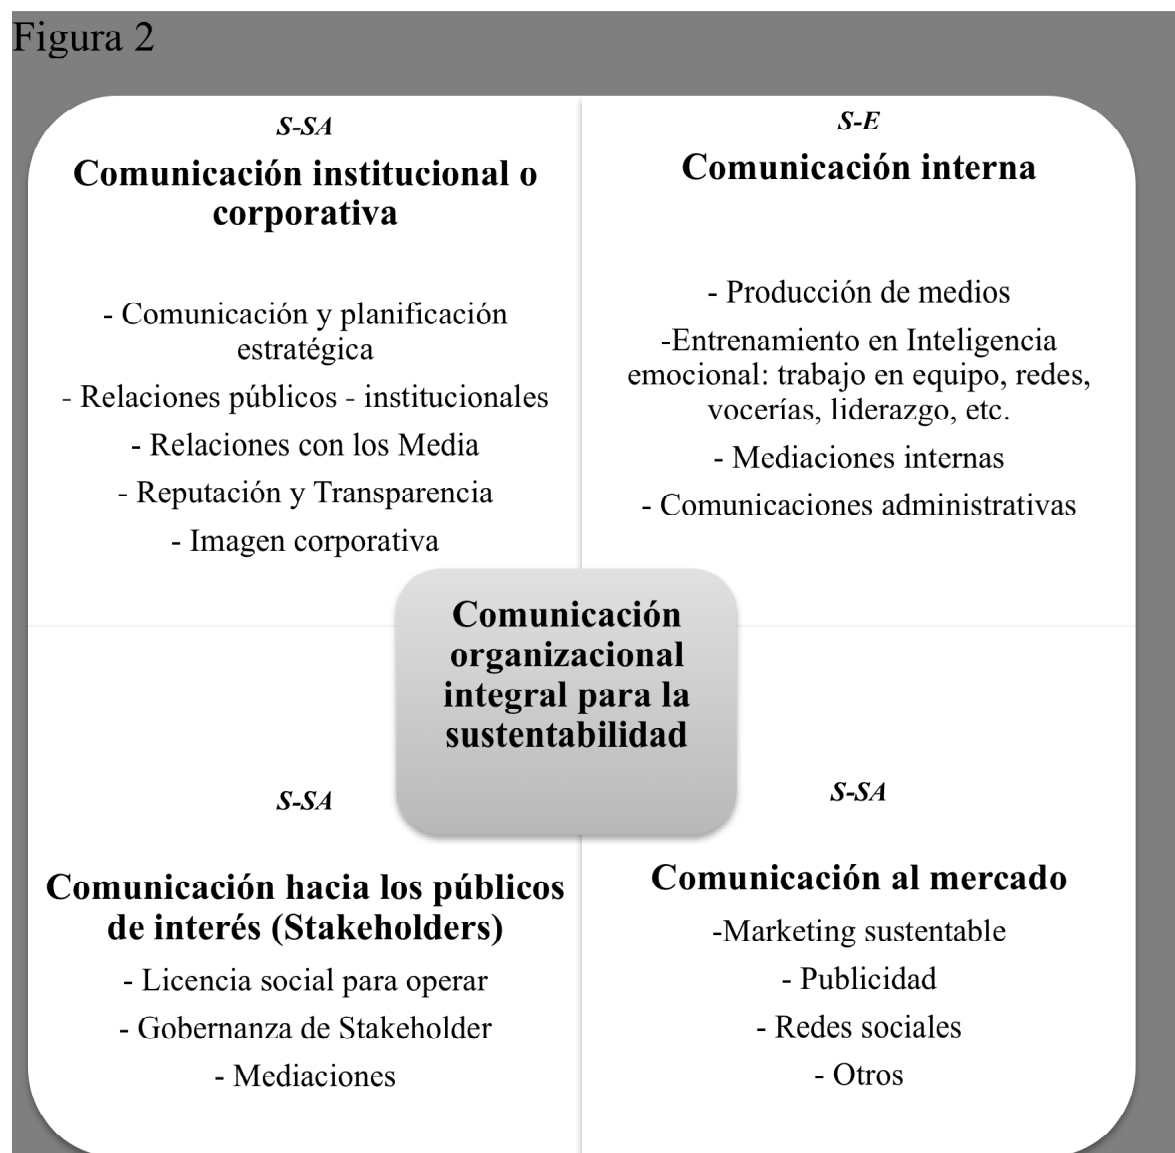 Figura 2
S-SA
Comunicación institucional o
corporativa
- Comunicación y planificación
estratégica
- Relaciones públicos - institucionales
- Relaciones con los Media
- Reputación y Transparencia
- Imagen corporativa
S-E
Comunicación interna
- Producción de medios
-Entrenamiento en Inteligencia
emocional: trabajo en equipo, redes,
vocerías, liderazgo, etc.
- Mediaciones internas
- Comunicaciones administrativas
Comunicación
organizacional
integral para la
sustentabilidad
S-SA
Comunicación hacia los públicos
de interés (Stakeholders)
- Licencia social para operar
- Gobernanza de Stakeholder
- Mediaciones
S-SA
Comunicación al mercado
-Marketing sustentable
- Publicidad
- Redes sociales
- Otros